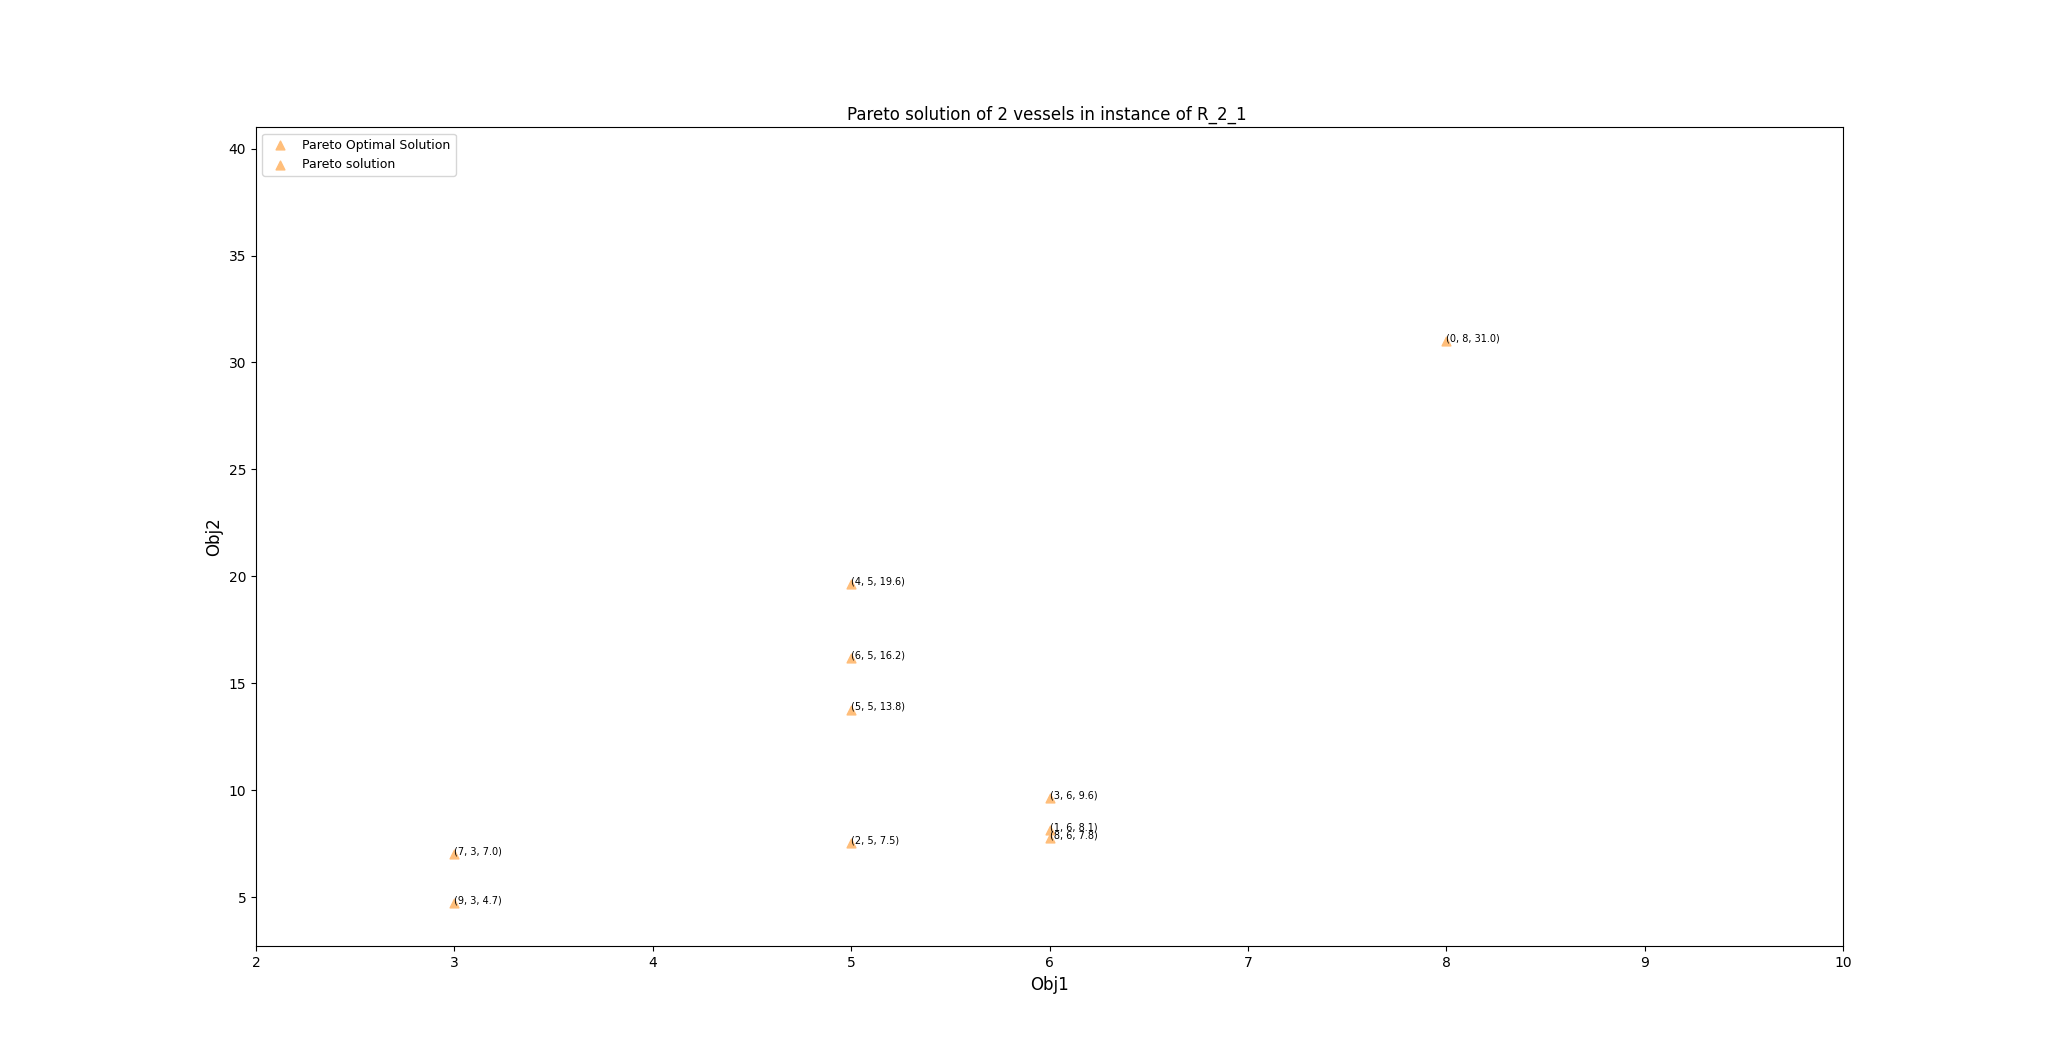 Pareto solution of 2 vessels in instance of R_2_1
Pareto Optimal Solution
Pareto solution
40
35
30
25
20
15
10
5
Obj2
(0, 8, 31.0)
(4, 5, 19.6)
(6, 5, 16.2)
(5, 5, 13.8)
(3, 6, 9.6)
(1, 6, 8.1)
(8, 6, 7.8)
(2, 5, 7.5)
(7, 3, 7.0)
(9, 3, 4.7)
2 3 4 5 6 7 8 9 10
Obj1